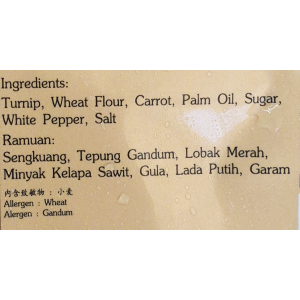 Ingredients:
Turnip, Wheat Flour, Carrot, Palm Oil, Sugar,
White Pepper, Salt
Ramuan:
Sengkuang, Tepung Gandum, Lobak Merah,
Minyak Kelapa Sawit, Gula, Lada Putih, Garam
内含致敏物 : 小麦
Allergen : Wheat
Alergen : Gandum